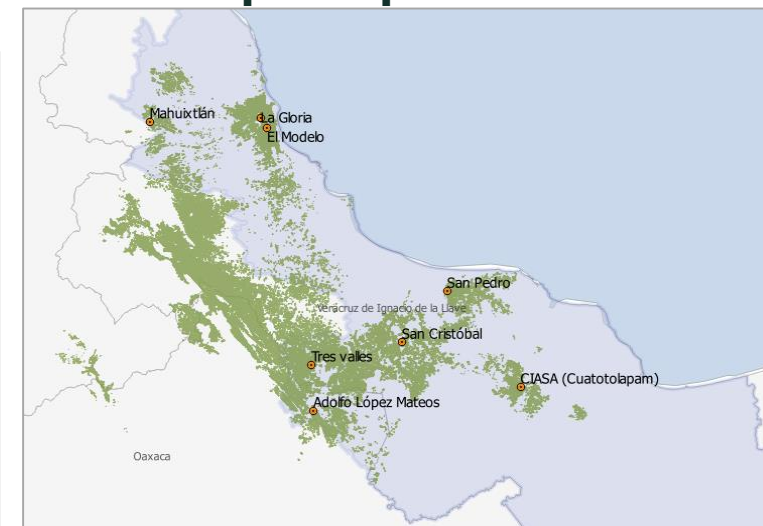 Mahuixtlán
La Gloria
El Modelo
San Pedro
Veracruz de Ignacio de la Llave
San Cristóbal
Tres valles
CIASA (Cuatotolapam)
Adolfo López Mateos
Oaxaca